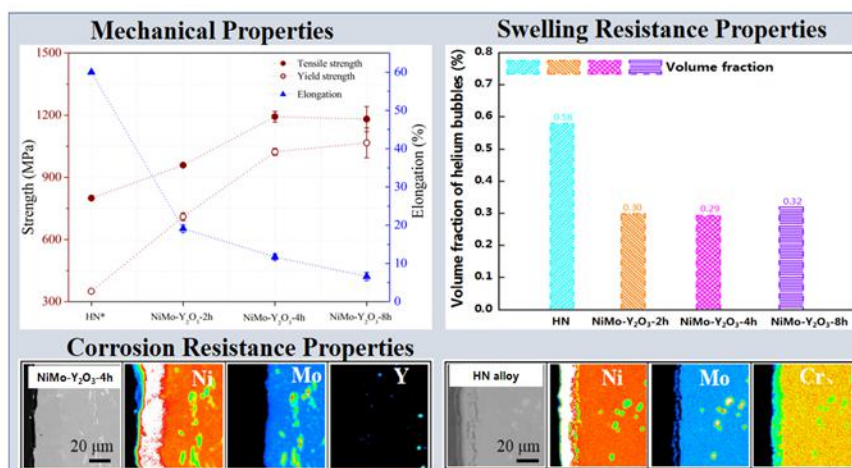 Mechanical Properties
1500
1200
900
600
300
Strength (MPa)
Tensile strength
Yield strength
Elongation
60
50
40
30
20
10
0
Elongation (%)
HN*
NiMo-Y₂O₃-2h
NiMo-Y₂O₃-4h
NiMo-Y₂O₃-8h
Swelling Resistance Properties
Volume fraction of helium bubbles (%)
0.8
0.7
0.6
0.5
0.4
0.3
0.2
0.1
0.0
Volume fraction
0.58
0.30
0.29
0.32
HN
NiMo-Y₂O₃-2h
NiMo-Y₂O₃-4h
NiMo-Y₂O₃-8h
Corrosion Resistance Properties
NiMo-Y₂O₃-4h
20 μm
Ni
Mo
Y
HN alloy
20 μm
Ni
Mo
Cr